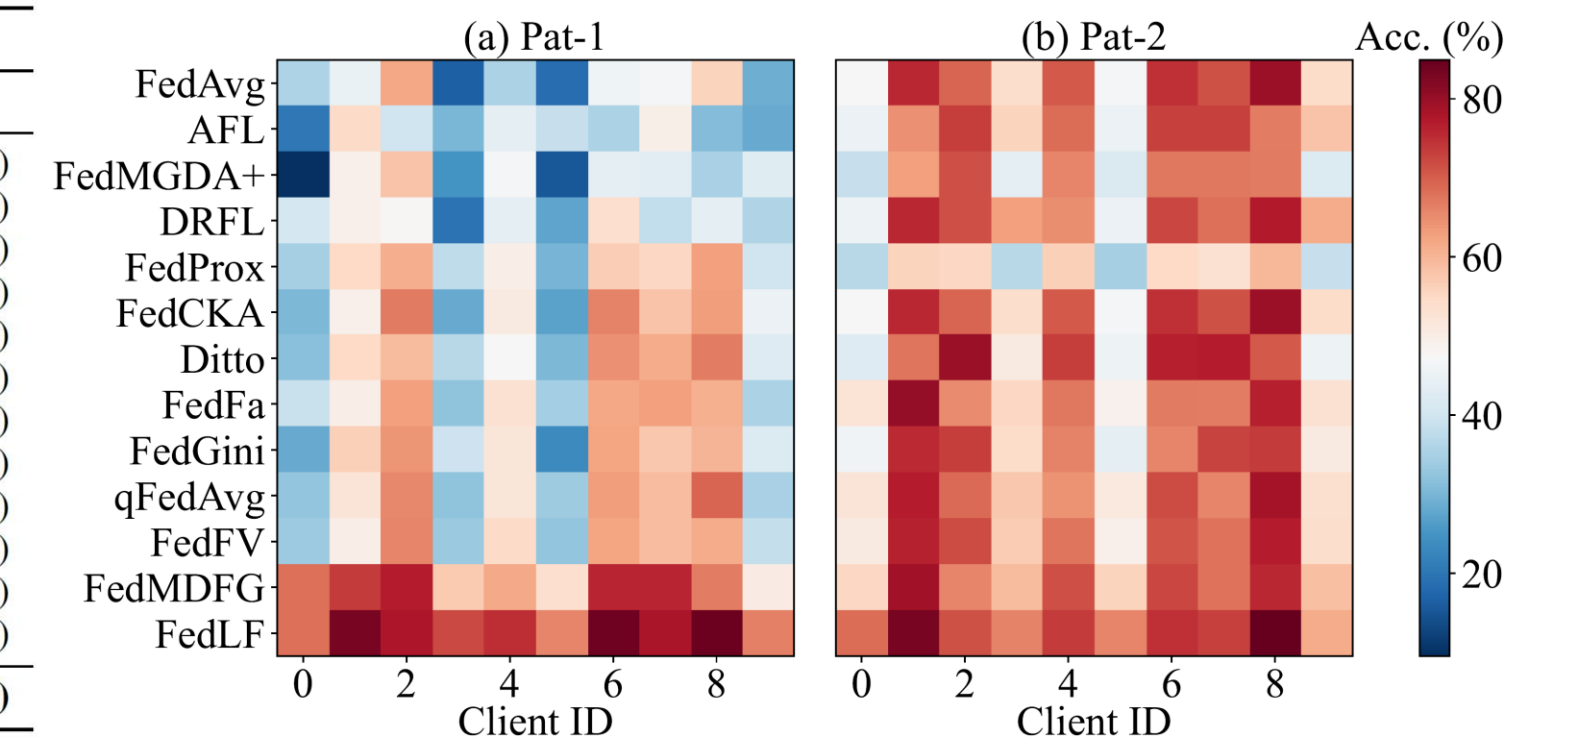 (a) Pat-1
(b) Pat-2
Acc. (%)
FedAvg
AFL
FedMGDA+
DRFL
FedProx
FedCKA
Ditto
FedFa
FedGini
qFedAvg
FedFV
FedMDFG
FedLF
0 2 4 6 8
Client ID
0 2 4 6 8
Client ID
80
60
40
20
)
)
)
)
)
)
)
)
)
)
)
)
)